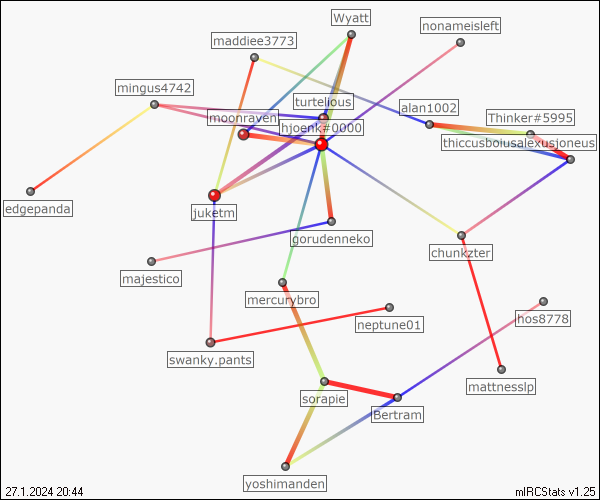 Wyatt
nonameisleft
maddiee3773
mingus4742
turtelious
alan1002
moonraven
Thinker#5995
hjoenk#0000
thiccusbousalexusjoneus
edgepanda
juketm
gorudenneko
chunkzter
majestico
mercurybro
hos8778
neptune01
swanky.pants
mattnesslp
sorapie
Bertram
yoshimanden
27.1.2024 20:44
mIRCStats v1.25